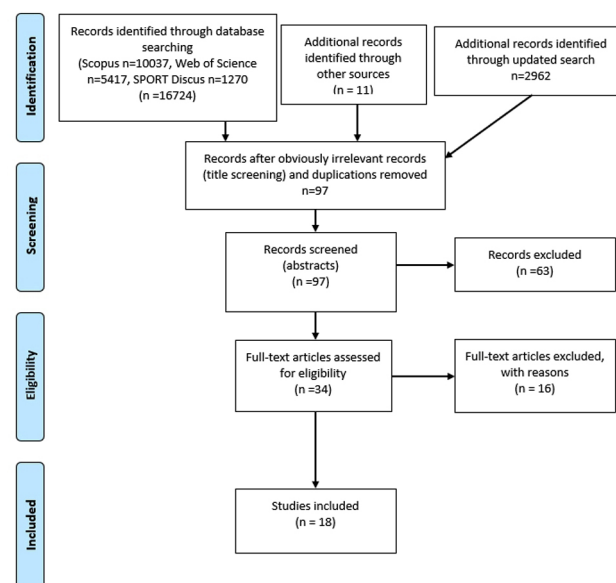 Identification
Records identified through database
searching
(Scopus n=10037, Web of Science
n=5417, SPORT Discus n=1270
(n =16724)
Additional records
identified through
other sources
(n = 11)
Additional records identified
through updated search
n=2962
Records after obviously irrelevant records
(title screening) and duplications removed
n=97
Screening
Records screened
(abstracts)
(n =97)
Records excluded
(n =63)
Eligibility
Full-text articles assessed
for eligibility
(n =34)
Full-text articles excluded,
with reasons
(n = 16)
Included
Studies included
(n = 18)